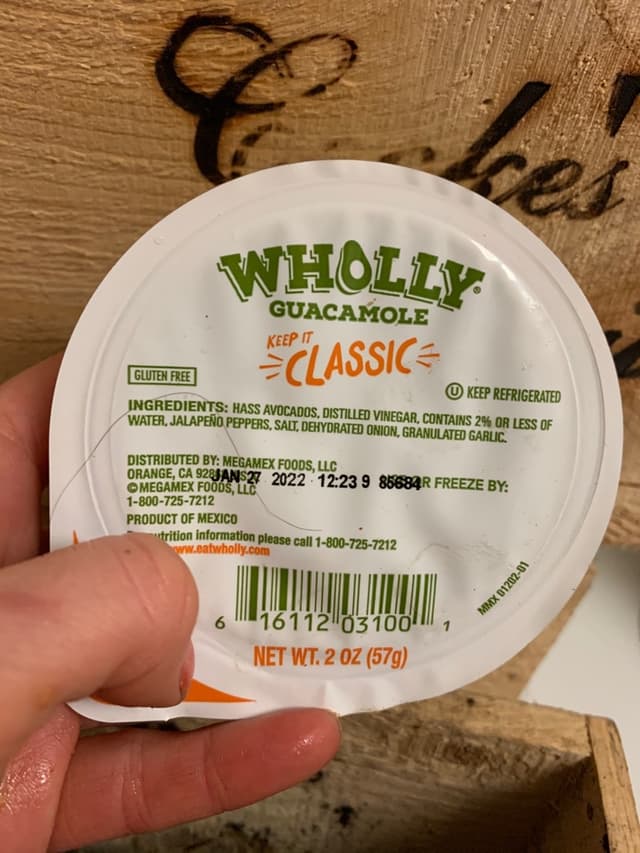 WHOLLY®
GUACAMOLE
KEEP IT
CLASSIC
GLUTEN FREE
U KEEP REFRIGERATED
INGREDIENTS: HASS AVOCADOS, DISTILLED VINEGAR, CONTAINS 2% OR LESS OF
WATER, JALAPEÑO PEPPERS, SALT, DEHYDRATED ONION, GRANULATED GARLIC.
DISTRIBUTED BY: MEGAMEX FOODS, LLC
ORANGE, CA
JAN 27 2022 12:23 9
R FREEZE BY:
©MEGAMEX FOODS, LLC
1-800-725-7212
PRODUCT OF MEXICO
nutrition information please call 1-800-725-7212
www.eatwholly.com
MMX 01202-01
6 16112 03100 1
NET WT. 2 OZ (57g)